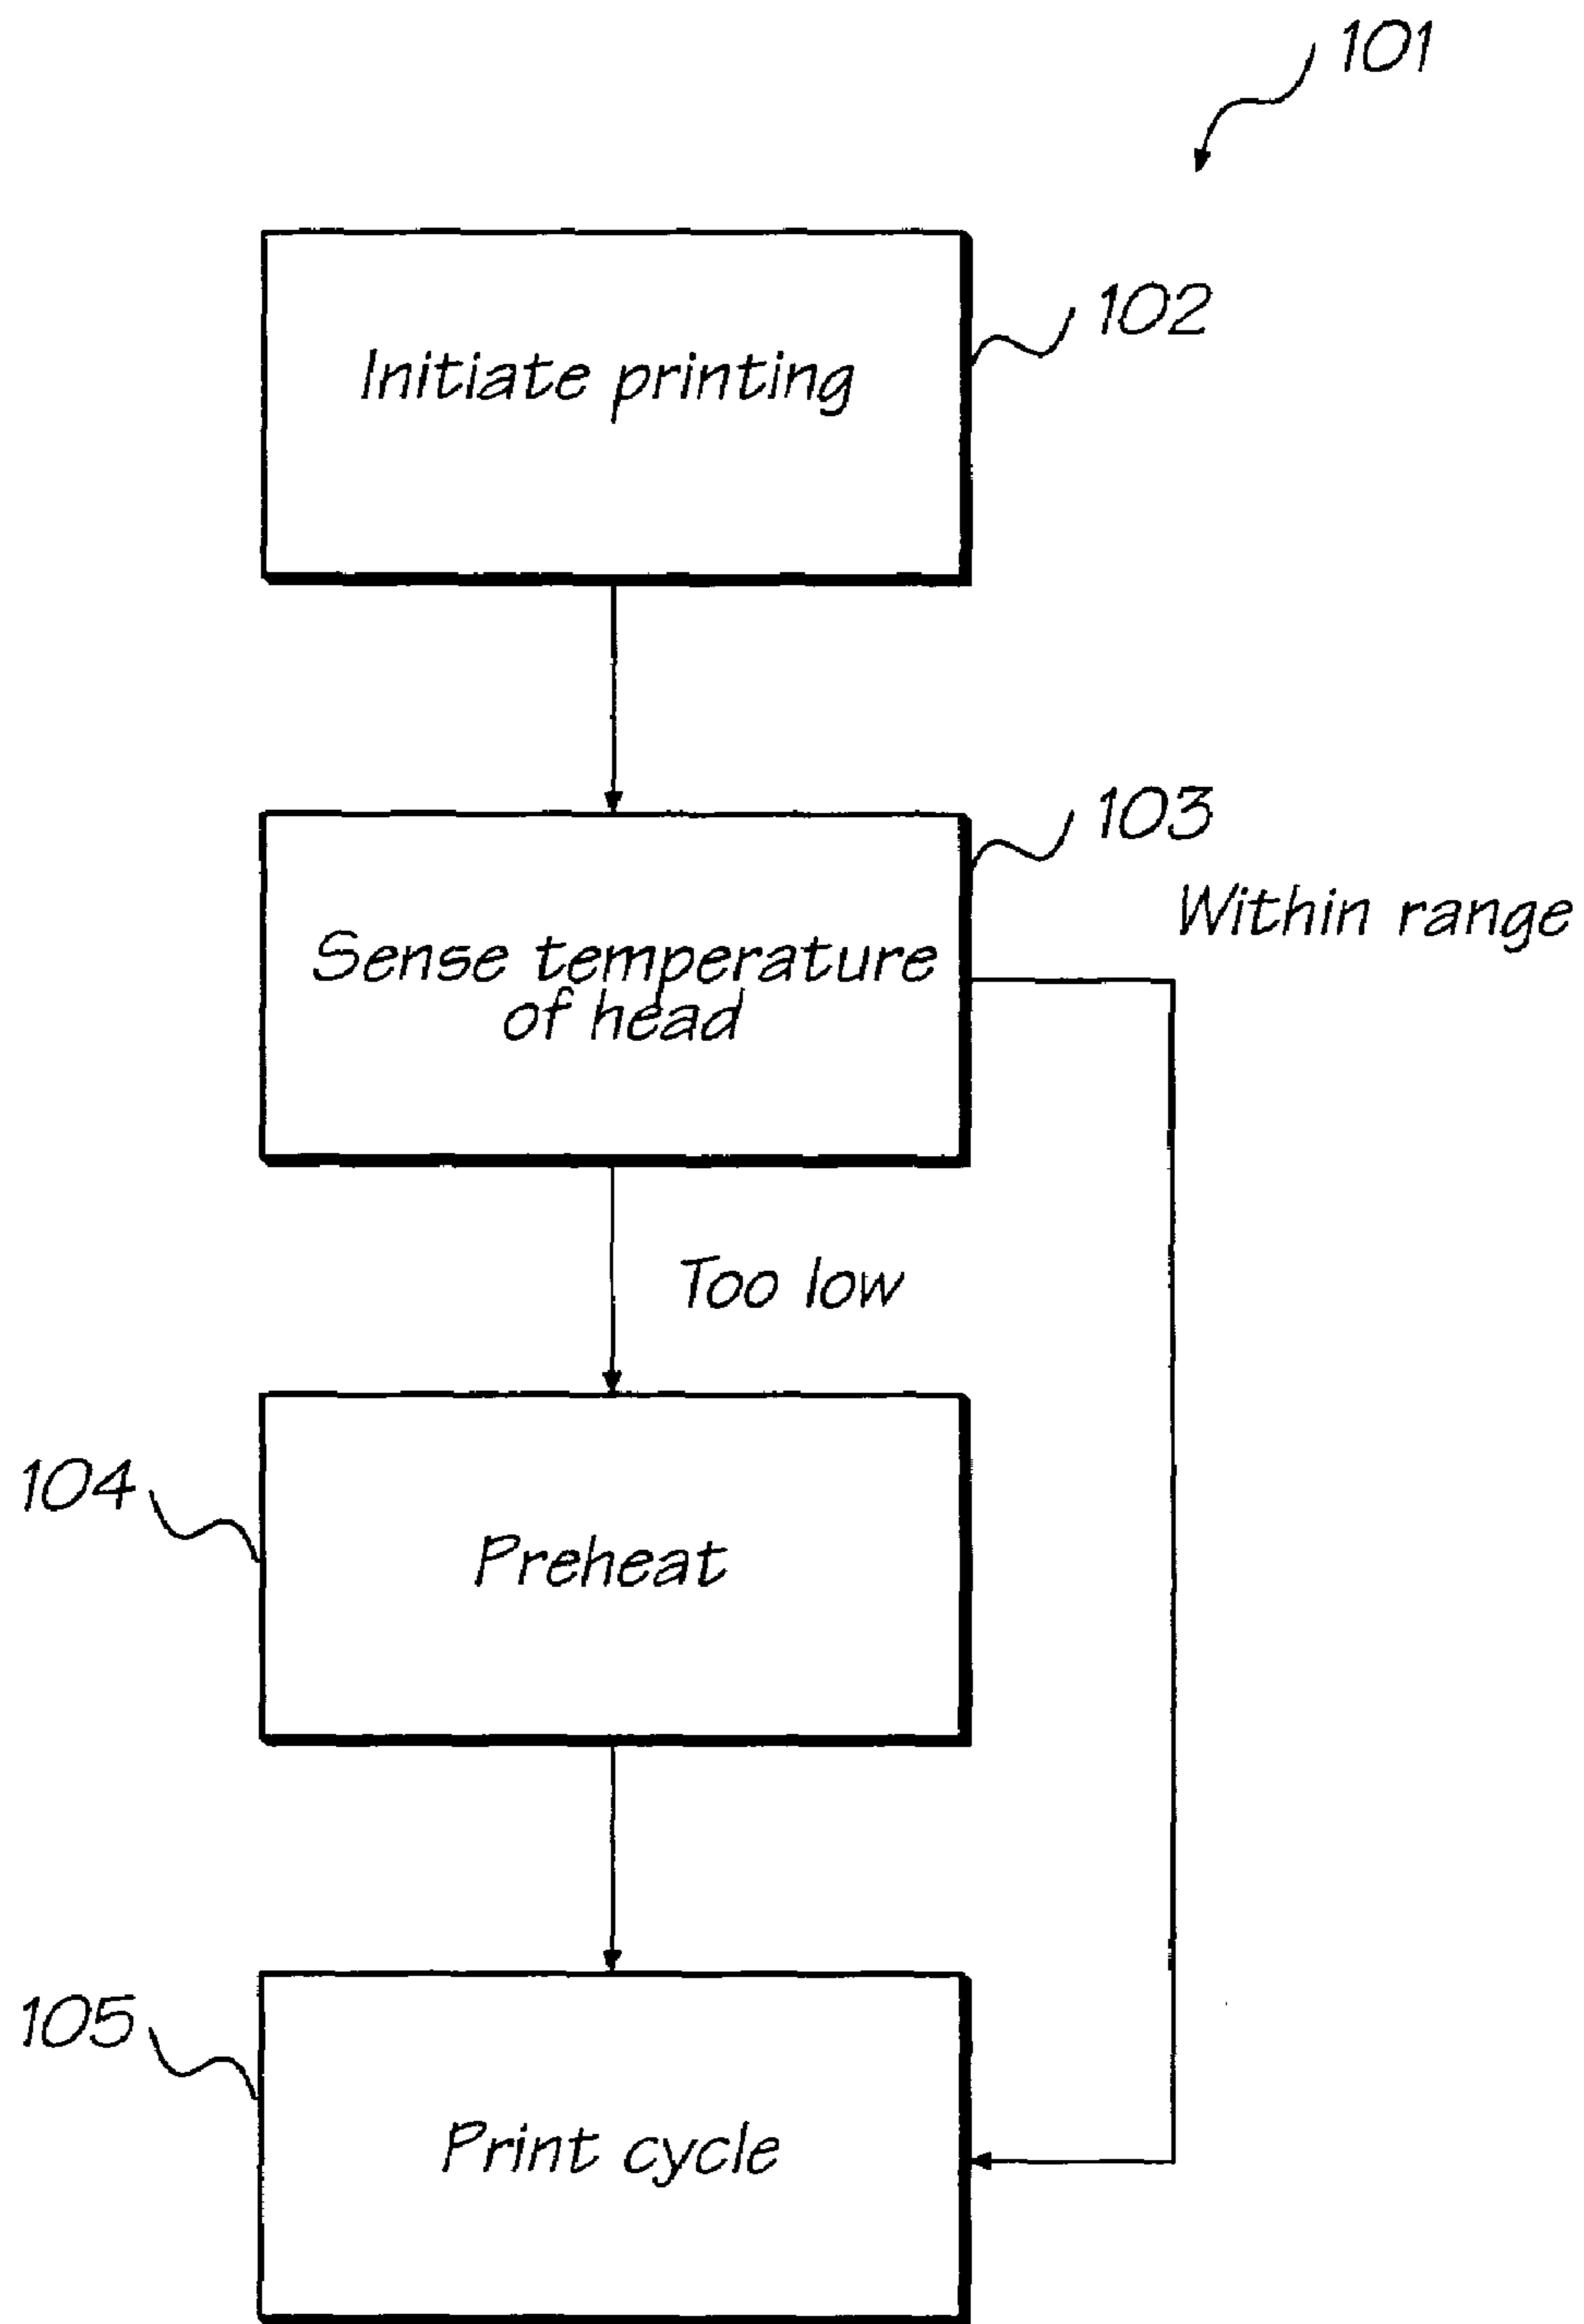 101
Initiate printing
102
103
Within range
Sense temperature
of head
Too low
104
Preheat
105
Print cycle